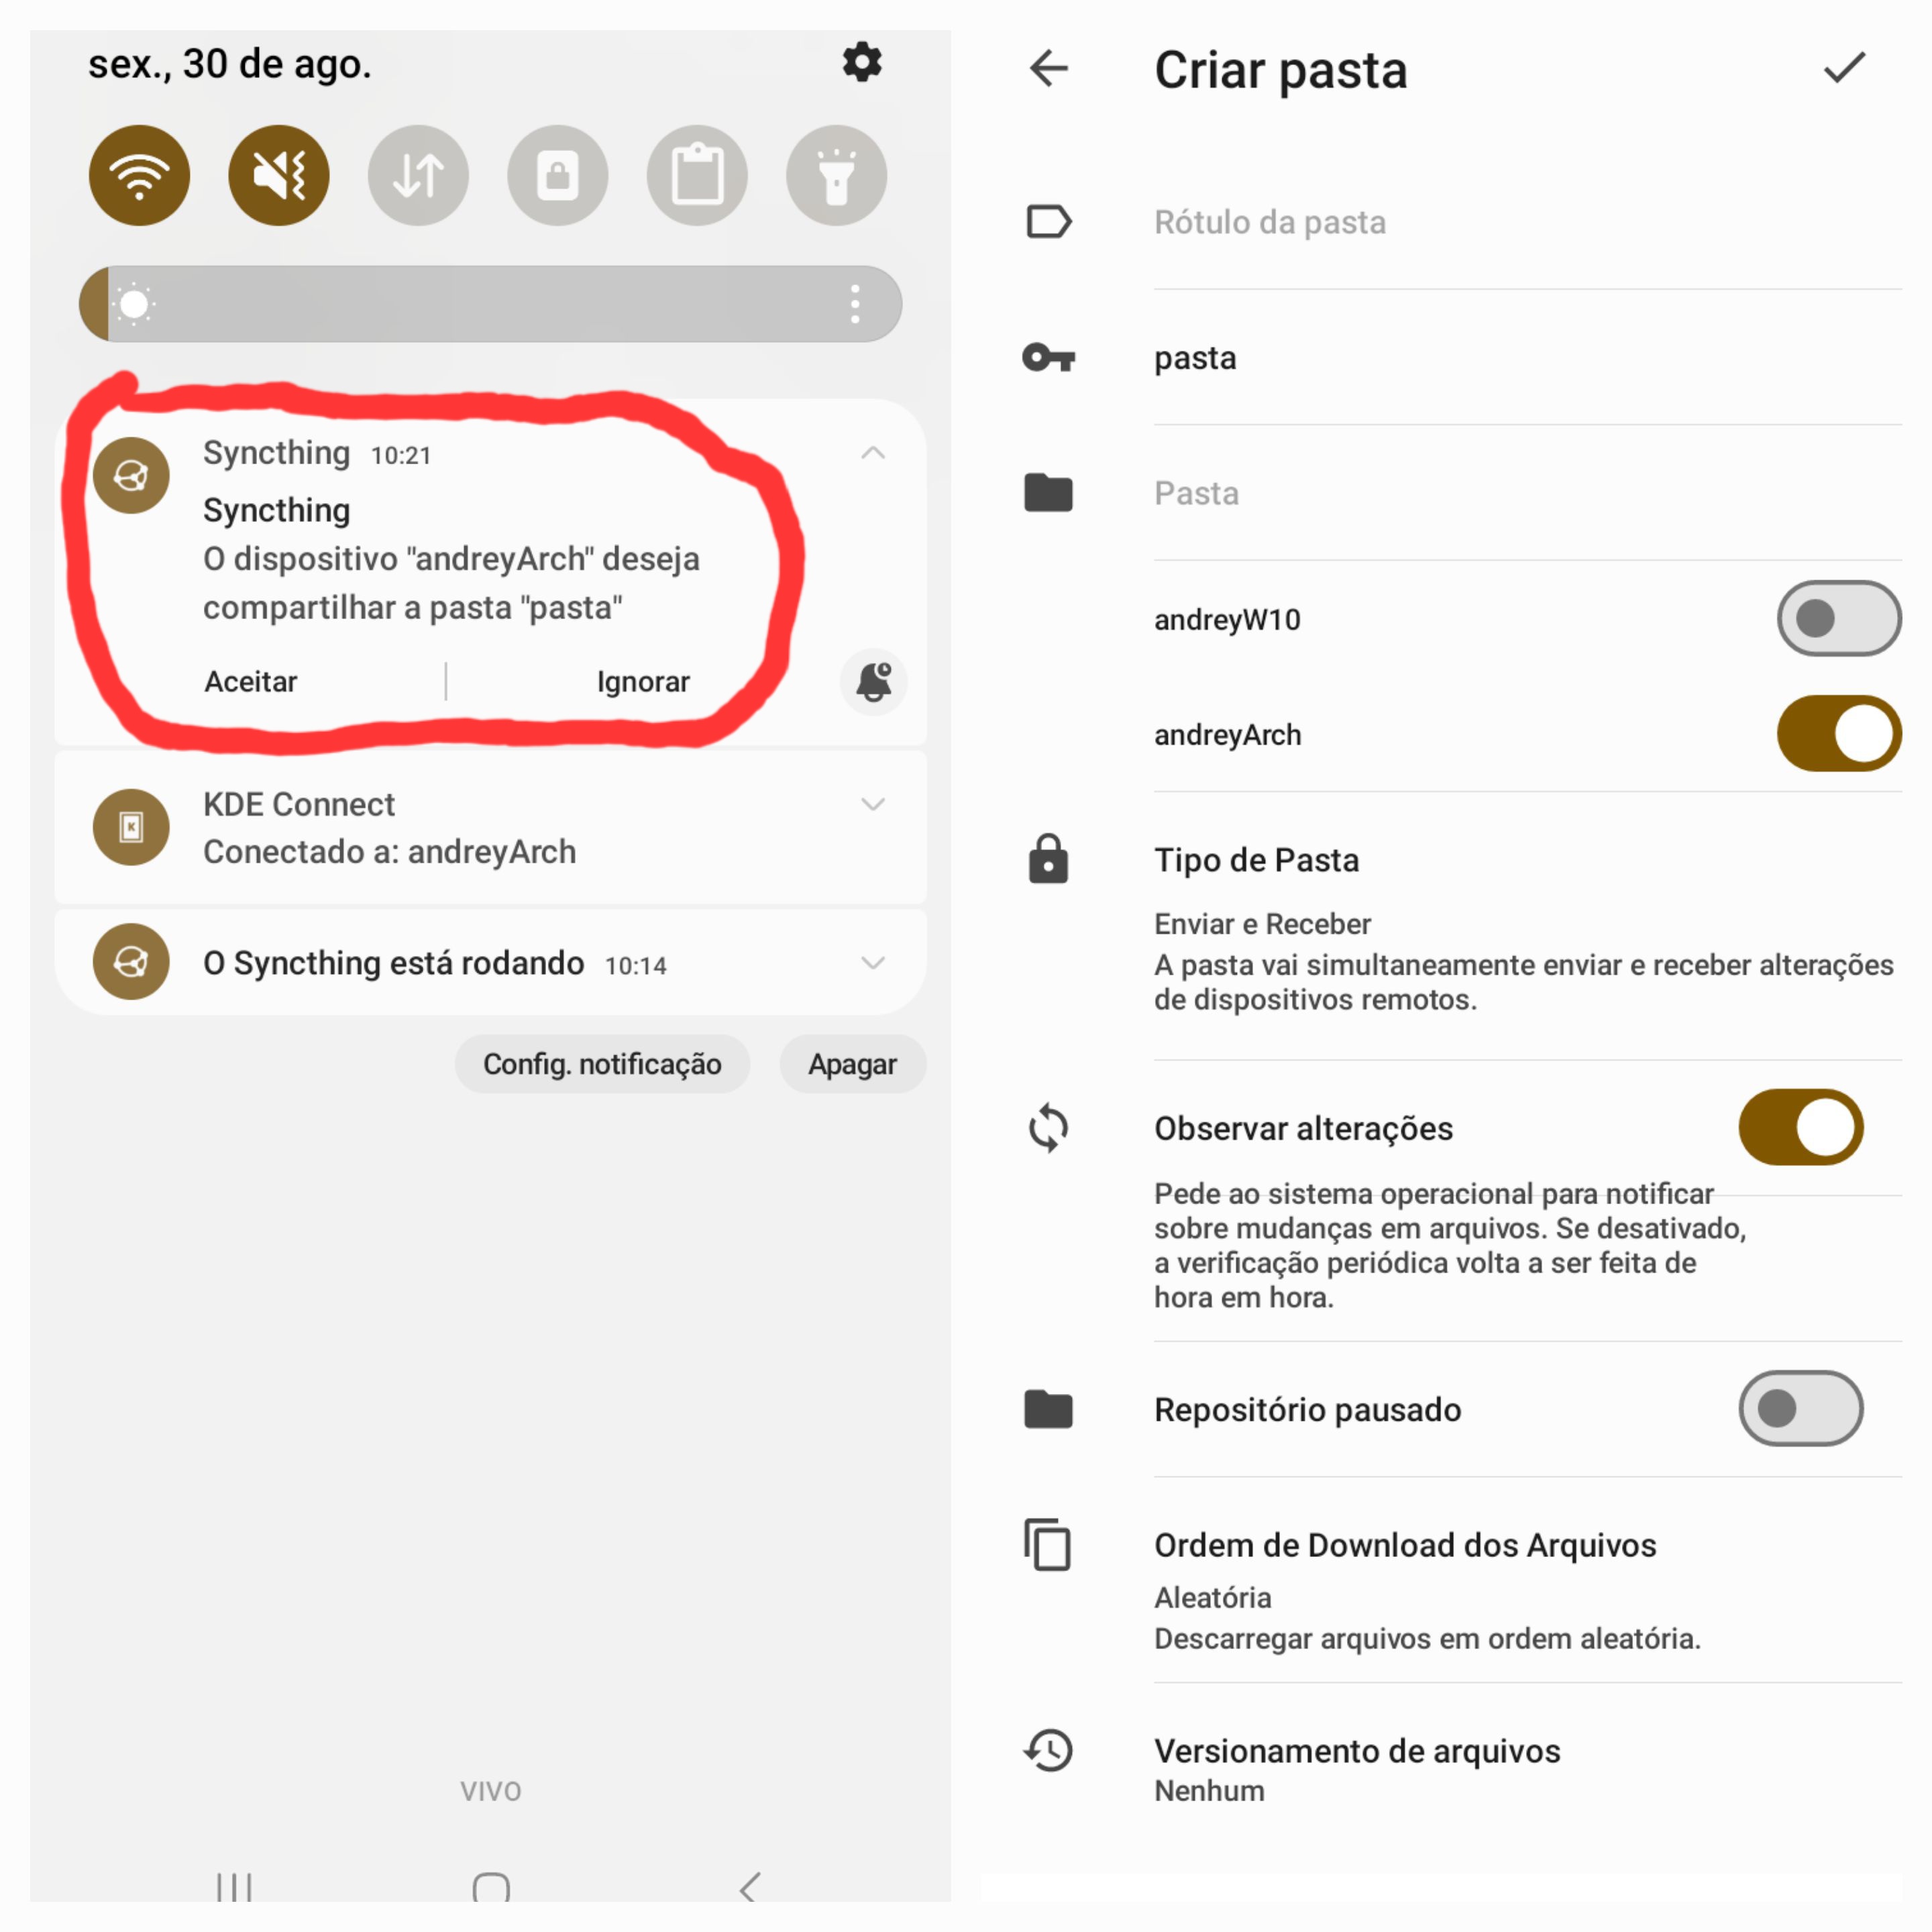 sex., 30 de ago.
Syncthing 10:21
Syncthing
O dispositivo "andreyArch" deseja
compartilhar a pasta "pasta"
Aceitar | Ignorar
KDE Connect
Conectado a: andreyArch
O Syncthing está rodando 10:14
Config. notificação
Apagar
VIVO
Criar pasta
Rótulo da pasta
pasta
Pasta
andreyW10
andreyArch
Tipo de Pasta
Enviar e Receber
A pasta vai simultaneamente enviar e receber alterações
de dispositivos remotos.
Observar alterações
Pede ao sistema operacional para notificar
sobre mudanças em arquivos. Se desativado,
a verificação periódica volta a ser feita de
hora em hora.
Repositório pausado
Ordem de Download dos Arquivos
Aleatória
Descarregar arquivos em ordem aleatória.
Versionamento de arquivos
Nenhum